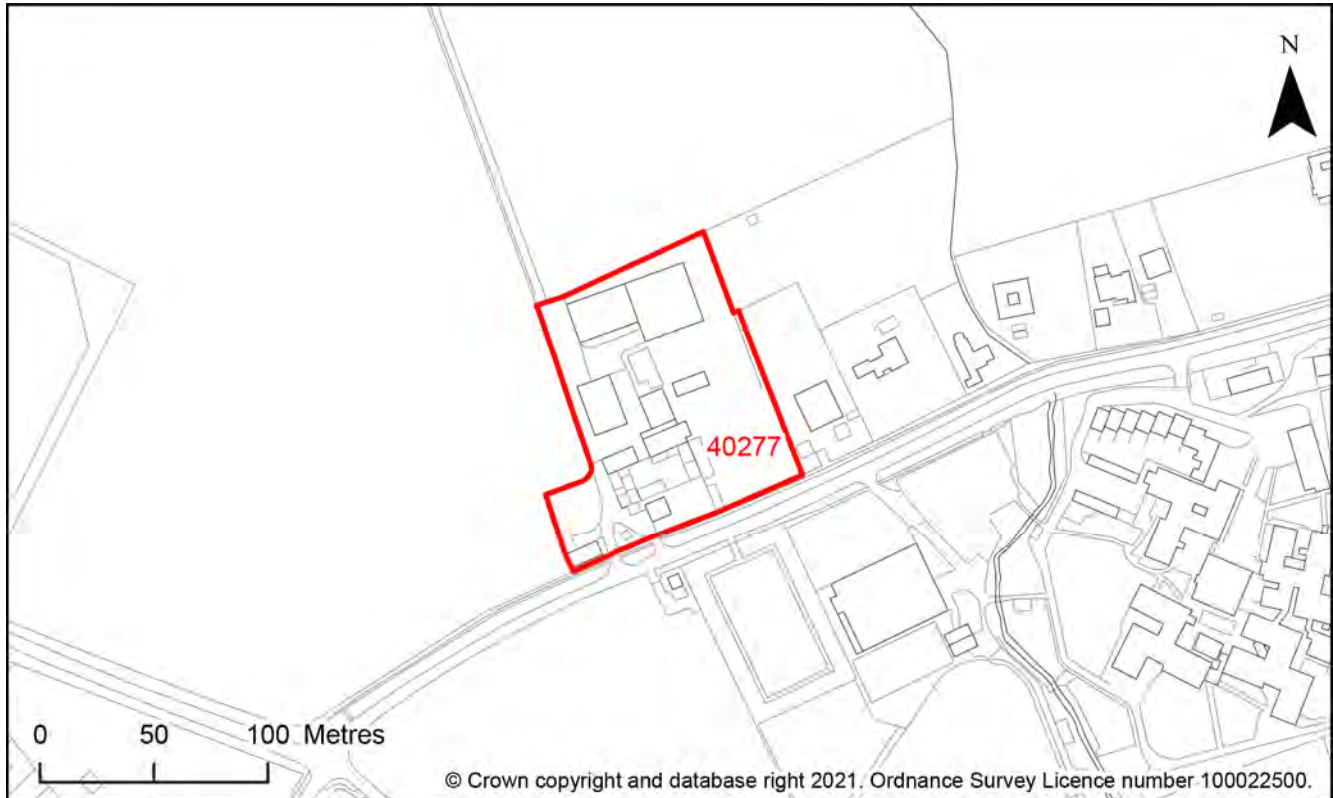 N
40277
0 50 100 Metres
© Crown copyright and database right 2021. Ordnance Survey Licence number 100022500.